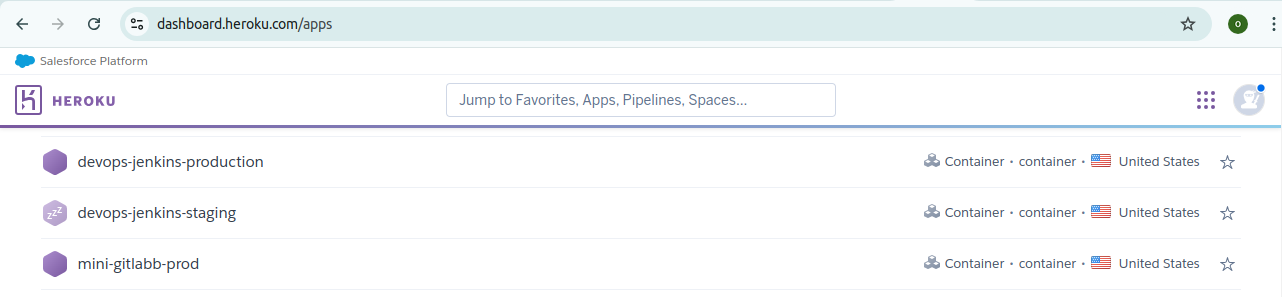 dashboard.heroku.com/apps
O
Salesforce Platform
HEROKU
Jump to Favorites, Apps, Pipelines, Spaces...
devops-jenkins-production Container • container • United States
zzz devops-jenkins-staging Container • container • United States
mini-gitlabb-prod Container • container • United States